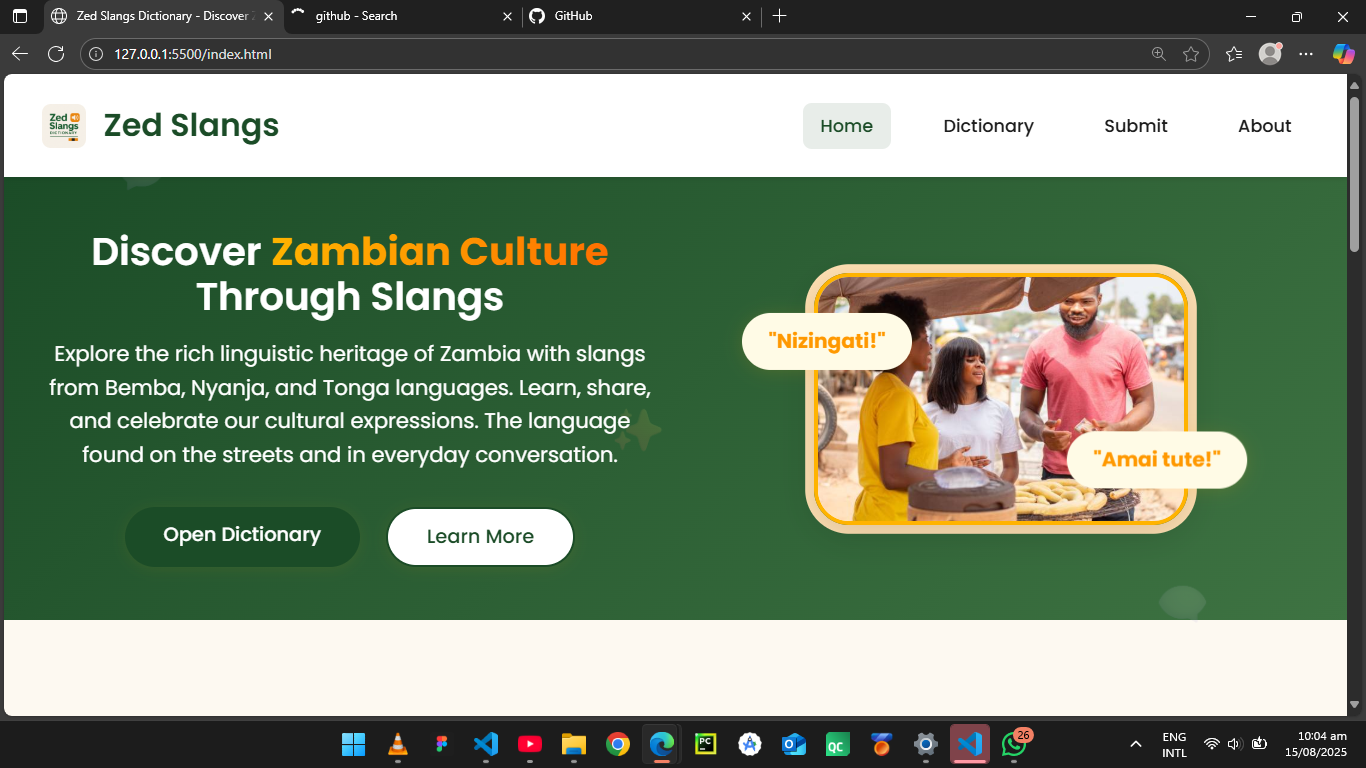 Zed Slangs Dictionary - Discover Z
github - Search
GitHub
127.0.0.1:5500/index.html
Zed
Slangs
DICTIONARY
Zed Slangs
Home
Dictionary
Submit
About
Discover Zambian Culture
Through Slangs
Explore the rich linguistic heritage of Zambia with slangs
from Bemba, Nyanja, and Tonga languages. Learn, share,
and celebrate our cultural expressions. The language
found on the streets and in everyday conversation.
Open Dictionary
Learn More
"Nizingati!"
"Amai tute!"
PC
QC
26
ENG
INTL
10:04 am
15/08/2025